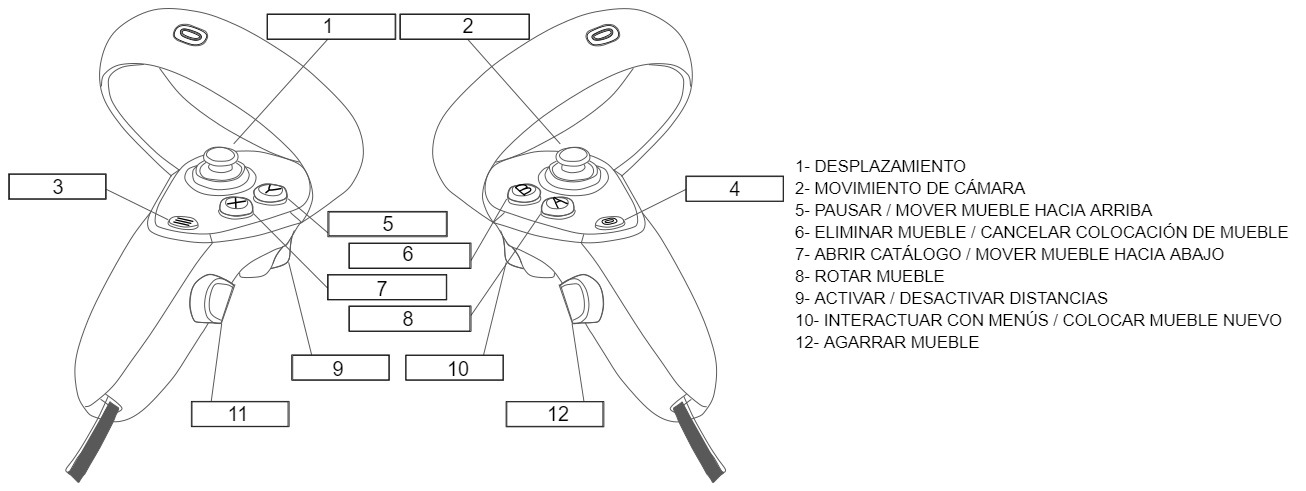 1
2
3
4
5
6
7
8
9
10
11
12
Y
X
B
A
1- DESPLAZAMIENTO
2- MOVIMIENTO DE CÁMARA
5- PAUSAR / MOVER MUEBLE HACIA ARRIBA
6- ELIMINAR MUEBLE / CANCELAR COLOCACIÓN DE MUEBLE
7- ABRIR CATÁLOGO / MOVER MUEBLE HACIA ABAJO
8- ROTAR MUEBLE
9- ACTIVAR / DESACTIVAR DISTANCIAS
10- INTERACTUAR CON MENÚS / COLOCAR MUEBLE NUEVO
12- AGARRAR MUEBLE